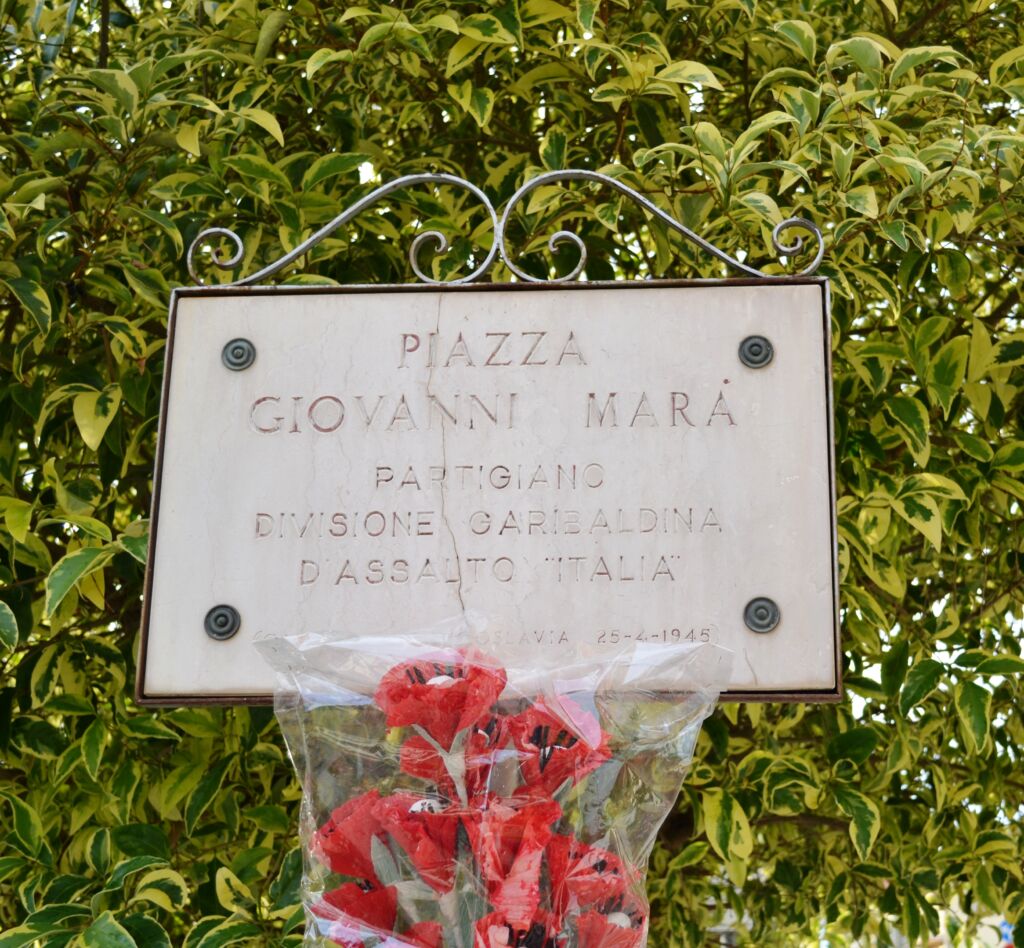 PIAZZA
GIOVANNI MARÀ
PARTIGIANO
DIVISIONE GARIBALDINA
D'ASSALTO "ITALIA"
25-4-1945)